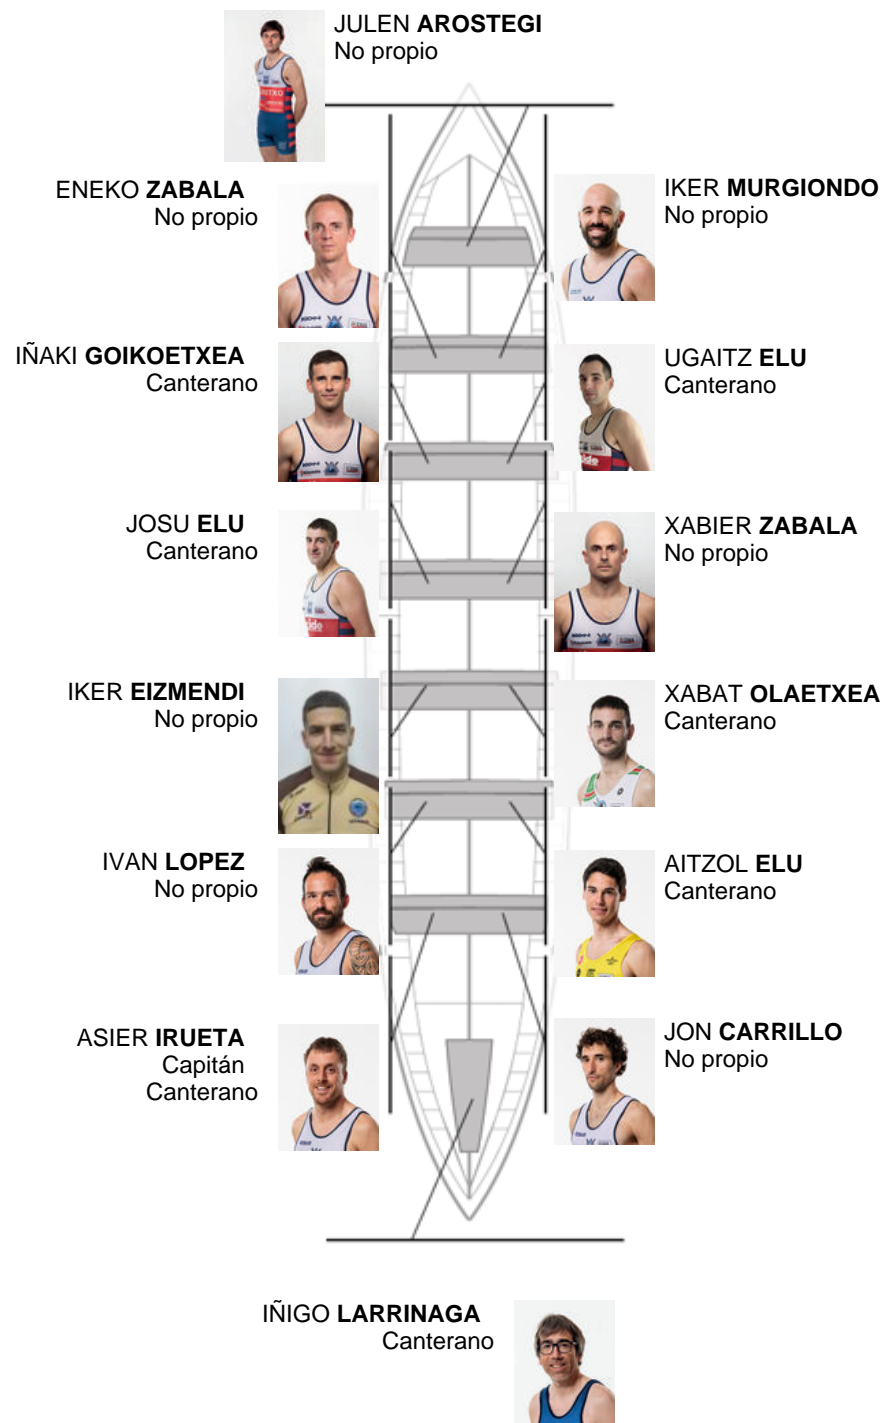 JULEN AROSTEGI
No propio
ENEKO ZABALA
No propio
IKER MURGIONDO
No propio
IÑAKI GOIKOETXEA
Canterano
UGAITZ ELU
Canterano
JOSU ELU
Canterano
XABIER ZABALA
No propio
IKER EIZMENDI
No propio
XABAT OLAETXEA
Canterano
IVAN LOPEZ
No propio
AITZOL ELU
Canterano
ASIER IRUETA
Capitán
Canterano
JON CARRILLO
No propio
IÑIGO LARRINAGA
Canterano